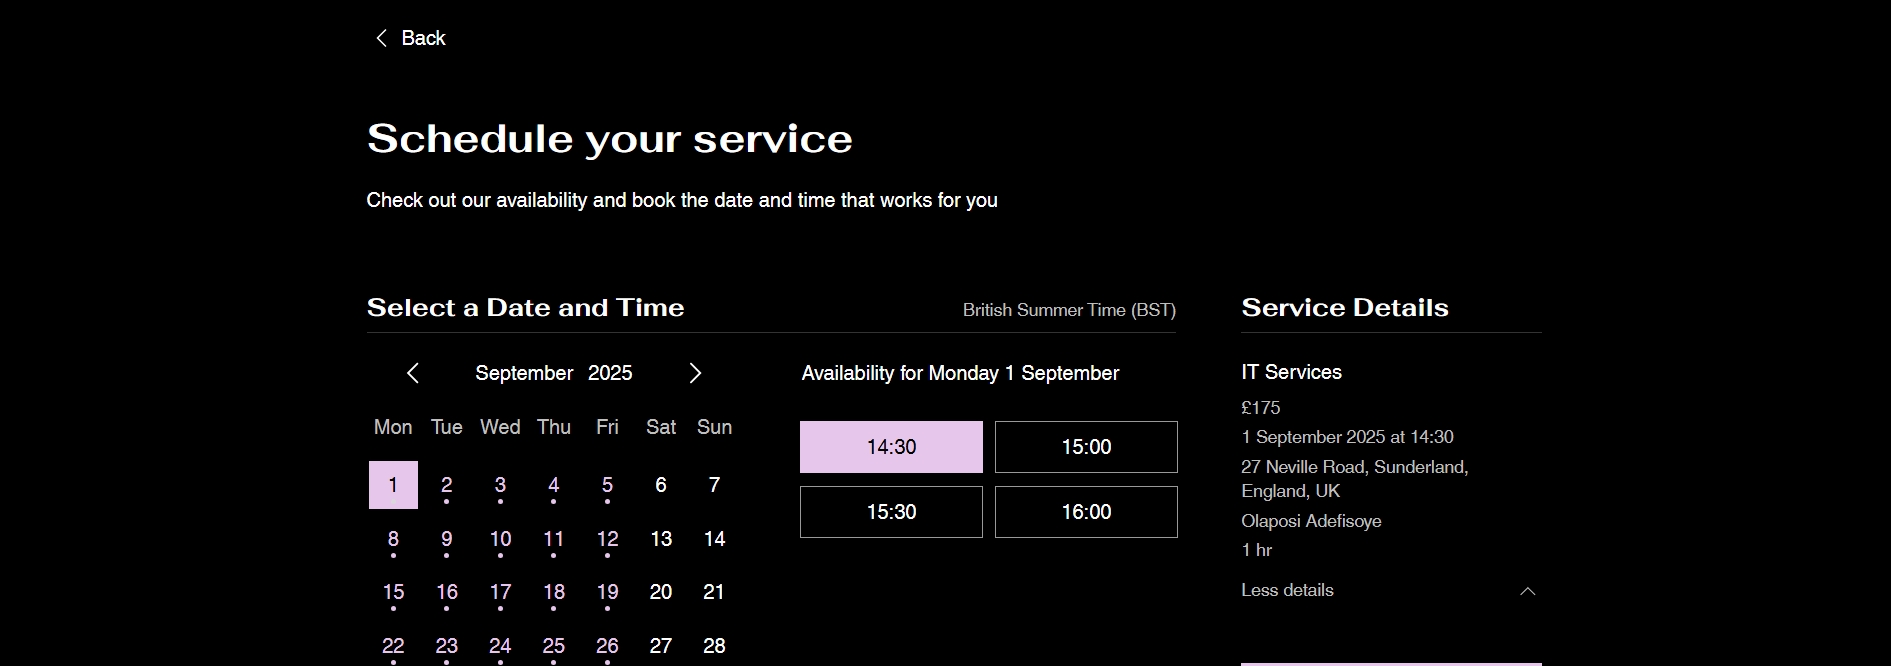 Back
Schedule your service
Check out our availability and book the date and time that works for you
Select a Date and Time
British Summer Time (BST)
September 2025
Mon Tue Wed Thu Fri Sat Sun
1 2 3 4 5 6 7
8 9 10 11 12 13 14
15 16 17 18 19 20 21
22 23 24 25 26 27 28
Availability for Monday 1 September
14:30 15:00
15:30 16:00
Service Details
IT Services
£175
1 September 2025 at 14:30
27 Neville Road, Sunderland,
England, UK
Olaposi Adefisoye
1 hr
Less details